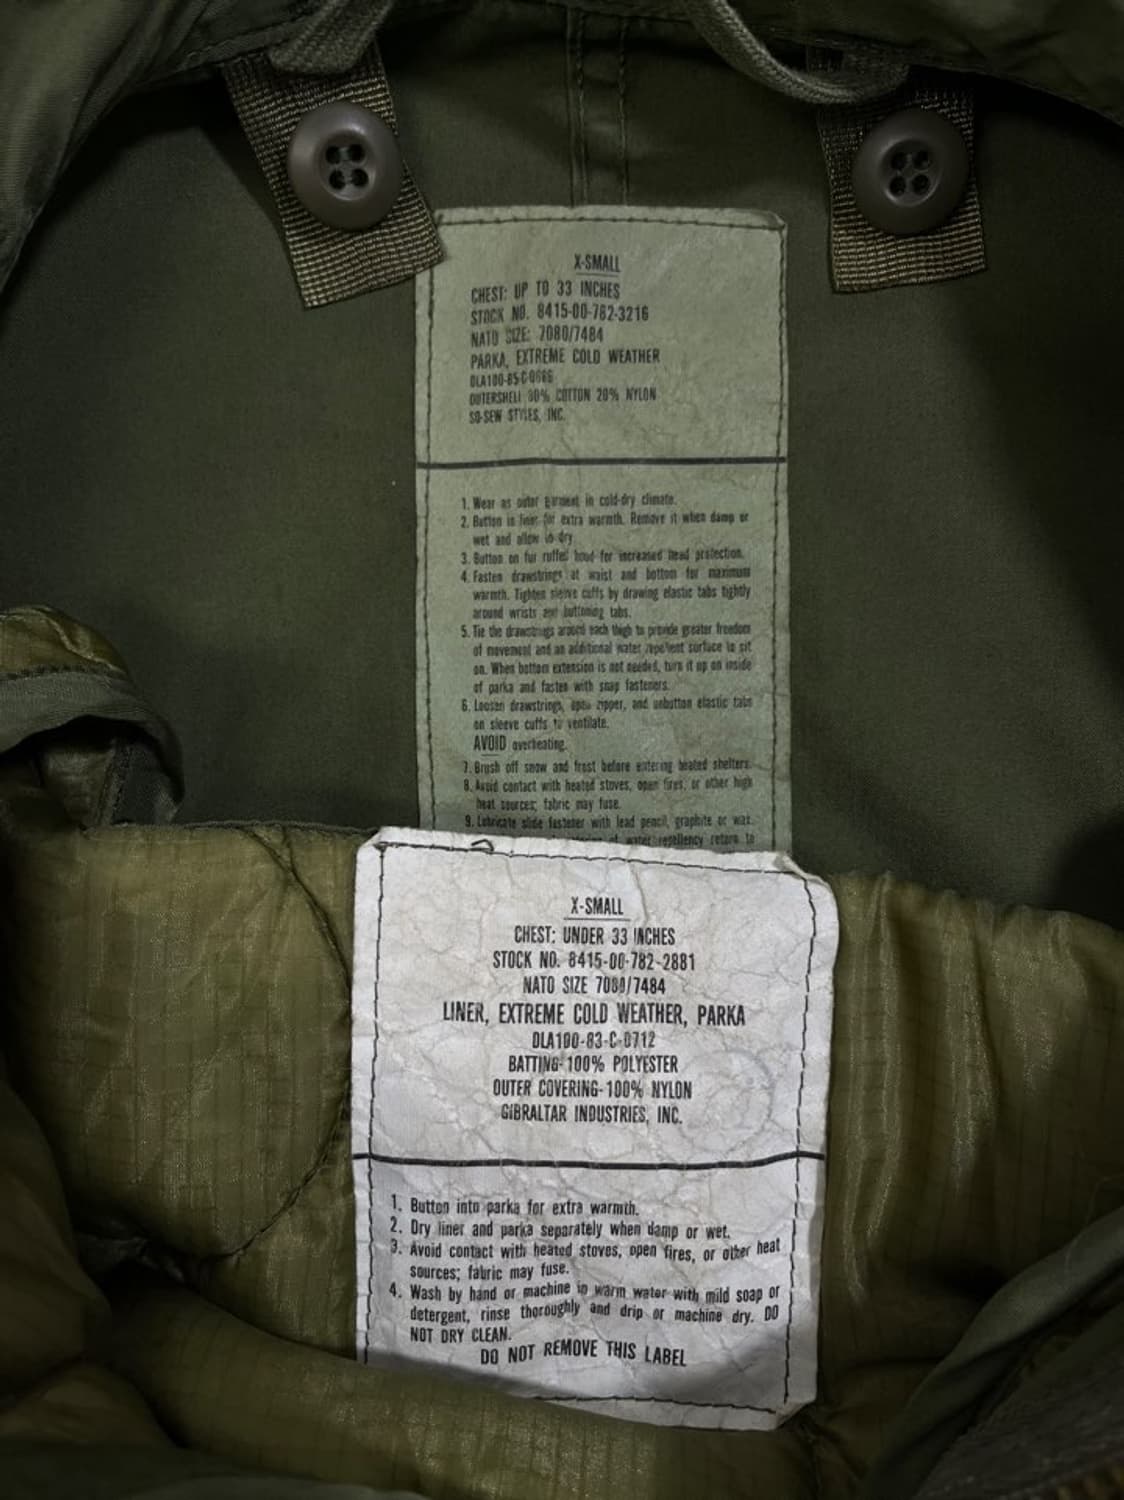 X-SMALL
CHEST: UP TO 33 INCHES
STOCK NO. 8415-00-782-3216
NATO SIZE: 7080/7484
PARKA, EXTREME COLD WEATHER
DLA100-85-C-0686
OUTERSHELL 80% COTTON 20% NYLON
SO-SEW STYLES, INC.
1. Wear as outer garment in cold-dry climate.
2. Button in liner for extra warmth. Remove it when damp or
wet and allow to dry.
3. Button on fur ruffed hood for increased head protection.
4. Fasten drawstrings at waist and bottom for maximum
warmth. Tighten sleeve cuffs by drawing elastic tabs tightly
around wrists and buttoning tabs.
5. Tie the drawstrings around each thigh to provide greater freedom
of movement and an additional water repellent surface to sit
on. When bottom extension is not needed, turn it up on inside
of parka and fasten with snap fasteners.
6. Loosen drawstrings, open zipper, and unbutton elastic tabs
on sleeve cuffs to ventilate.
AVOID overheating.
7. Brush off snow and frost before entering heated shelters.
8. Avoid contact with heated stoves, open fires, or other high
heat sources; fabric may fuse.
9. Lubricate slide fastener with lead pencil, graphite or wax.
of water repellency return to
X-SMALL
CHEST: UNDER 33 INCHES
STOCK NO. 8415-00-782-2881
NATO SIZE 7080/7484
LINER, EXTREME COLD WEATHER, PARKA
DLA100-83-C-0712
BATTING-100% POLYESTER
OUTER COVERING-100% NYLON
GIBRALTAR INDUSTRIES, INC.
1. Button into parka for extra warmth.
2. Dry liner and parka separately when damp or wet.
3. Avoid contact with heated stoves, open fires, or other heat
sources; fabric may fuse.
4. Wash by hand or machine in warm water with mild soap or
detergent, rinse thoroughly and drip or machine dry. DO
NOT DRY CLEAN.
DO NOT REMOVE THIS LABEL